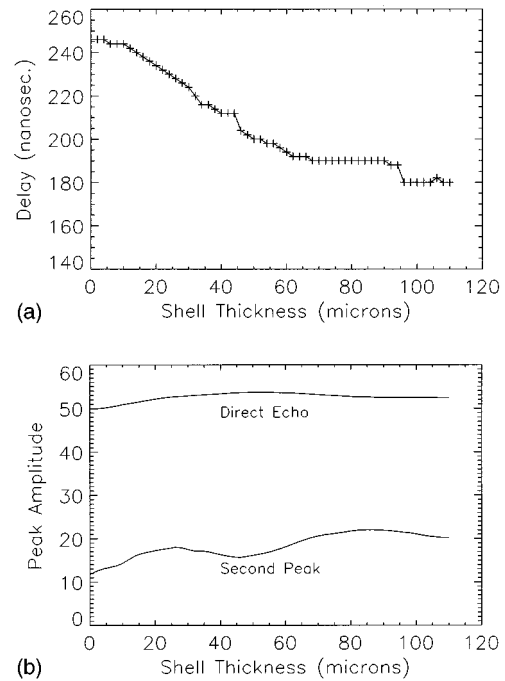 260
240
220
200
180
160
140
Delay (nanosec.)
0 20 40 60 80 100 120
(a)
Shell Thickness (microns)
60
50
40
30
20
10
0
Peak Amplitude
Direct Echo
Second Peak
0 20 40 60 80 100 120
(b)
Shell Thickness (microns)